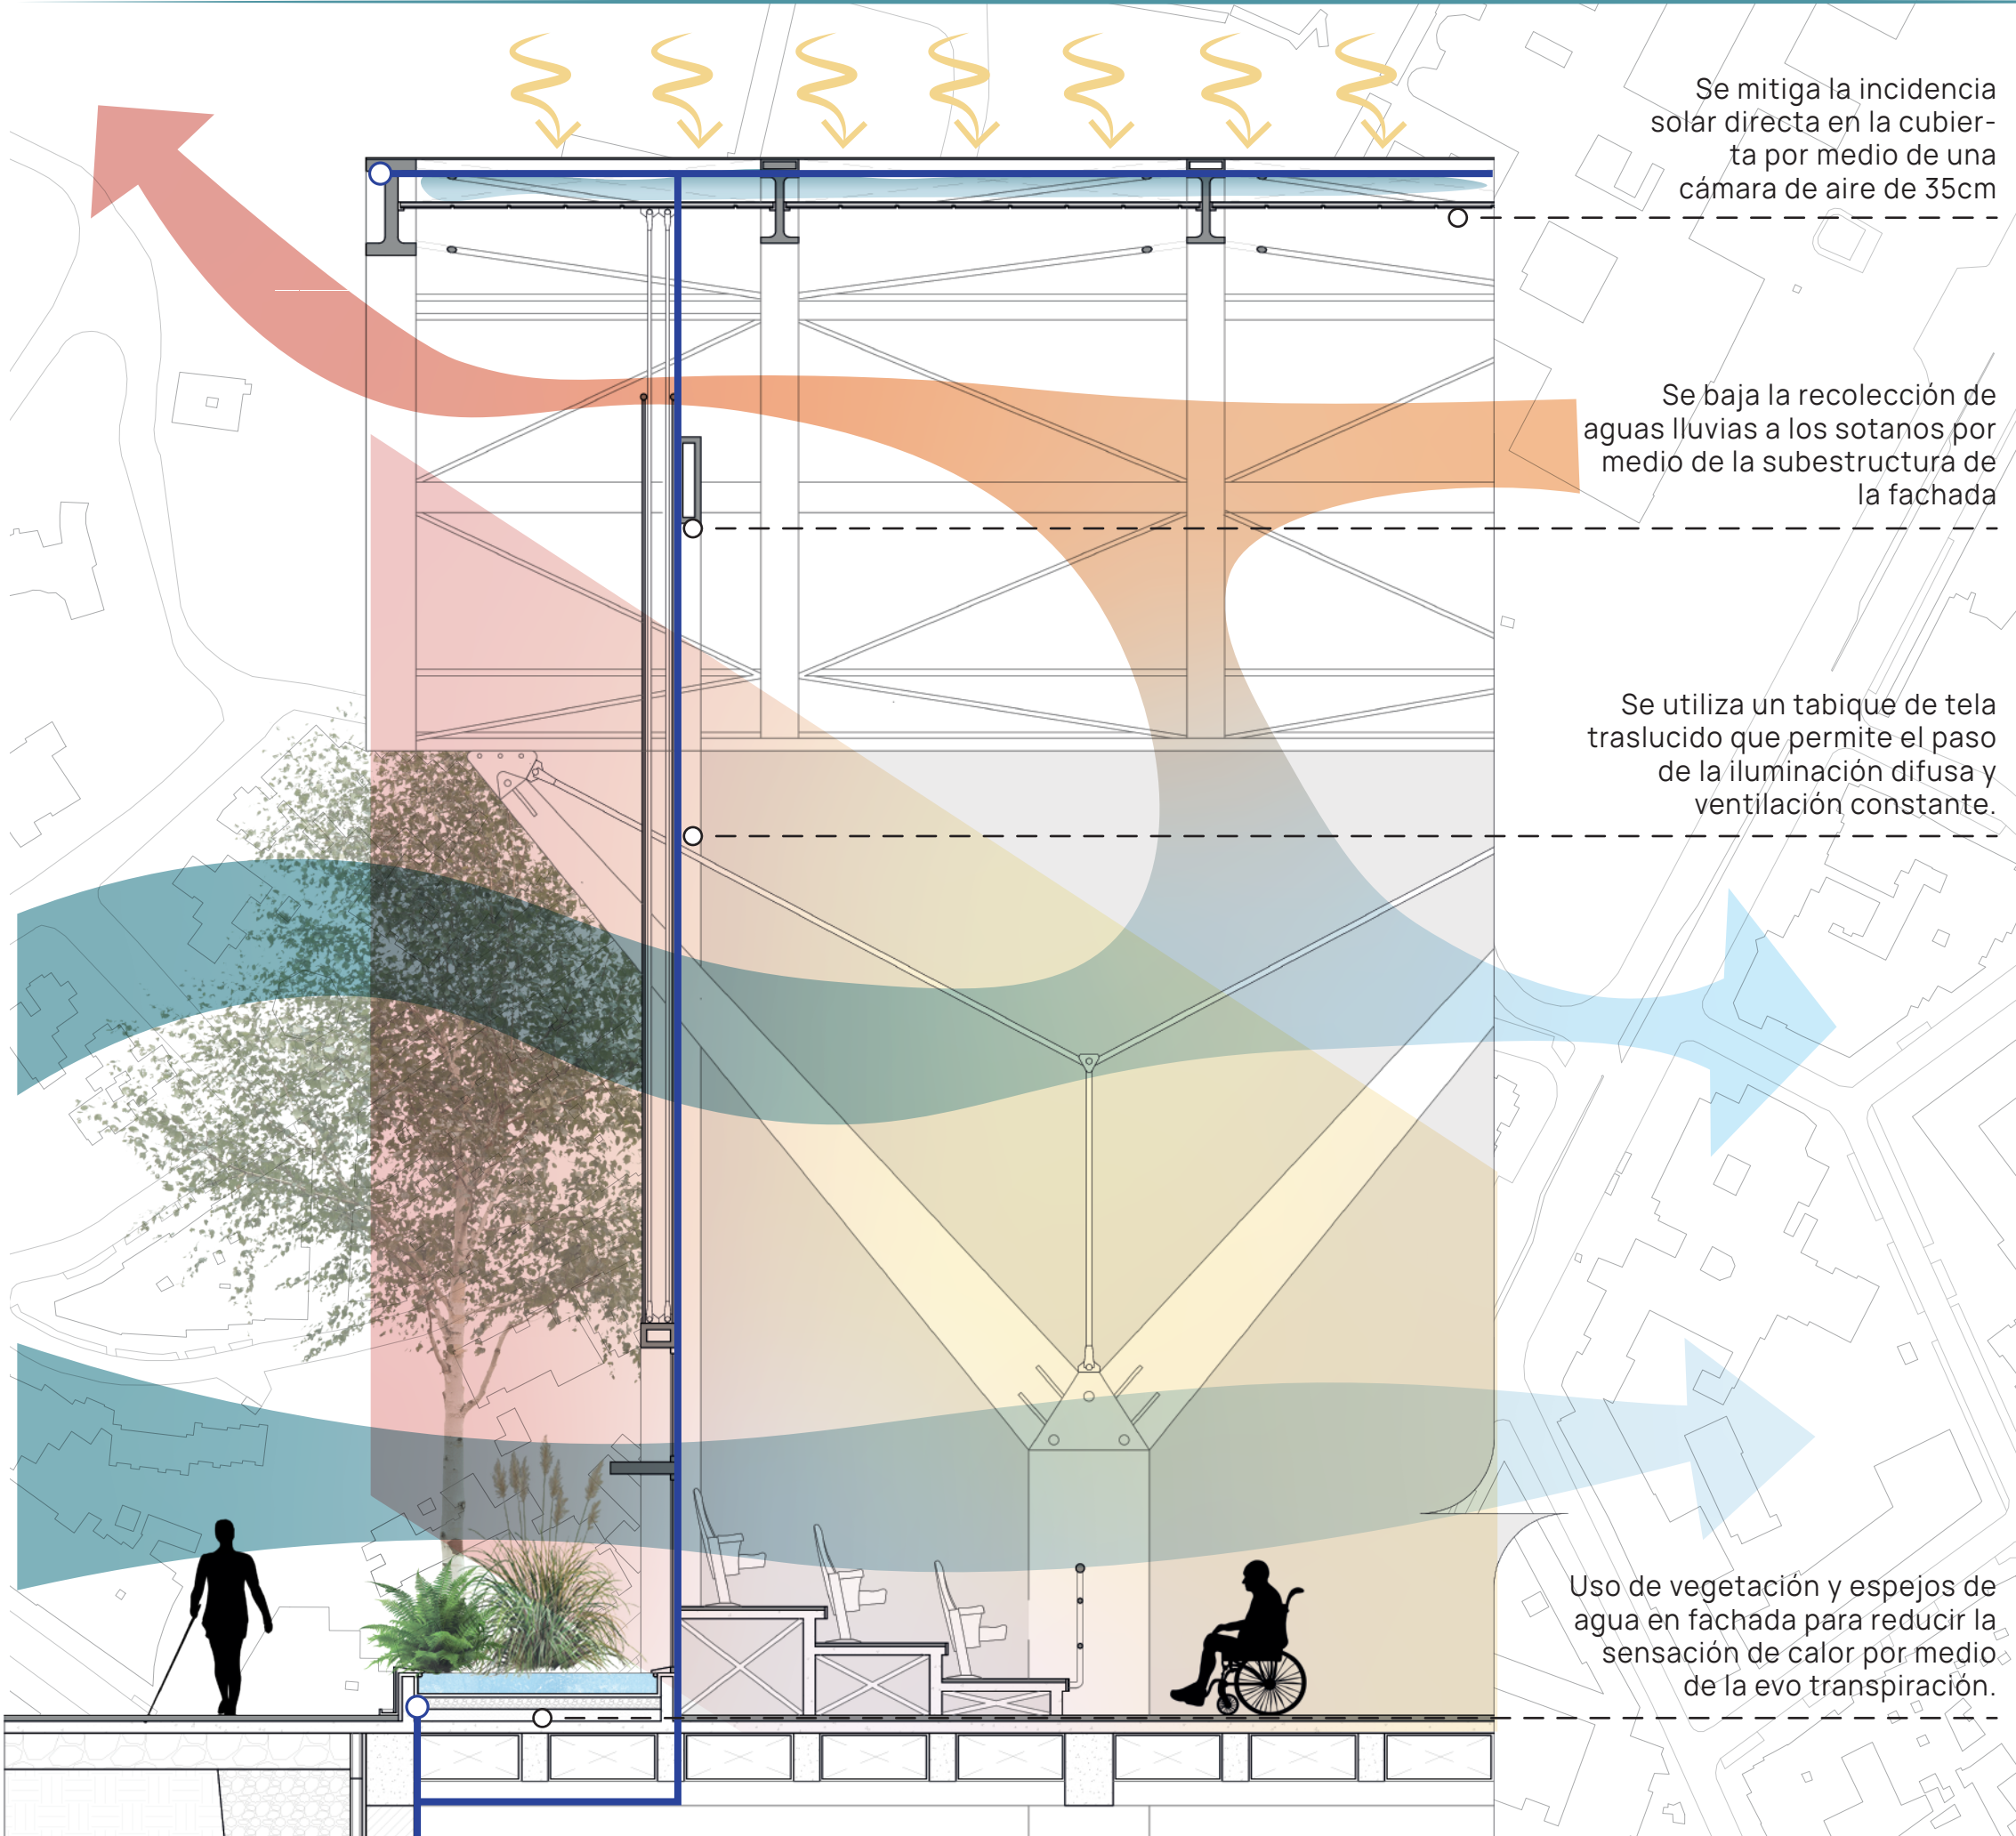 Se mitiga la incidencia
solar directa en la cubier-
ta por medio de una
cámara de aire de 35cm
Se baja la recolección de
aguas lluvias a los sotanos por
medio de la subestructura de
la fachada
Se utiliza un tabique de tela
traslucido que permite el paso
de la iluminación difusa y
ventilación constante.
Uso de vegetación y espejos de
agua en fachada para reducir la
sensación de calor por medio
de la evo transpiración.